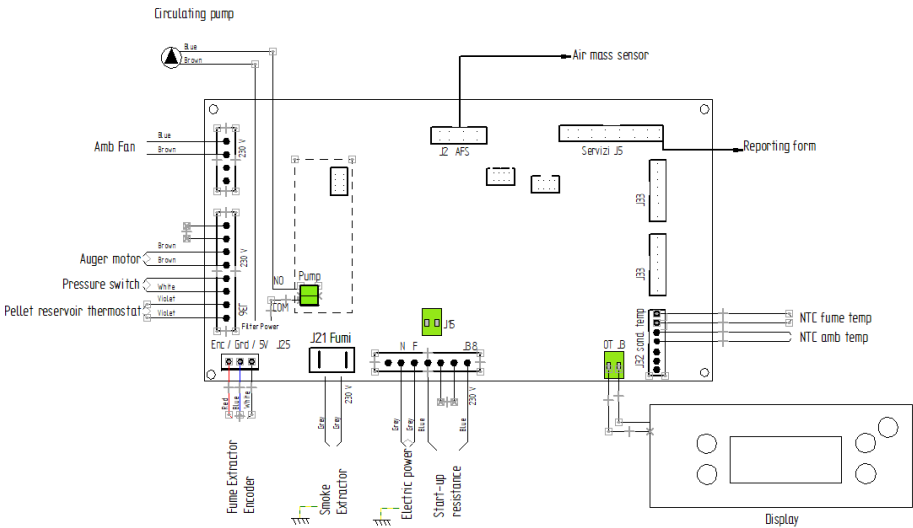 Circulating pump
Blue
Brown
Air mass sensor
Amb Fan
Blue
Brown
230 V
J2 AFS
Servizi J5
Reporting form
J33
J33
Auger motor
Brown
Brown
230 V
Pressure switch
White
Pellet reservoir thermostat
Violet
Violet
NO
Pump
COM
Filter Power
Enc / Grd / 5V J25
J21 Fumi
J15
N F
J38
OT J3
J32 sond. temp
NTC fume temp
NTC amb temp
Red
Blue
White
Grey
Grey
230 V
Grey
Grey
Blue
Blue
230 V
Fume Extractor
Encoder
Smoke
Extractor
Electric power
Start-up
resistance
Display